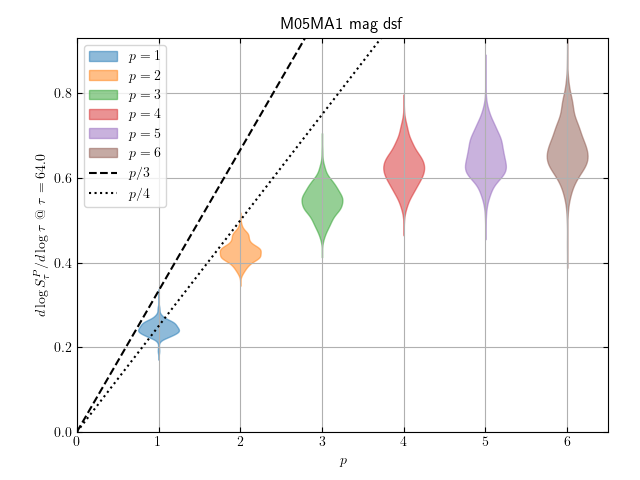 M05MA1 mag dsf
d log S_τ^P / d log τ @ τ = 64.0
0.8
0.6
0.4
0.2
0.0
p = 1
p = 2
p = 3
p = 4
p = 5
p = 6
p/3
p/4
0 1 2 3 4 5 6
p